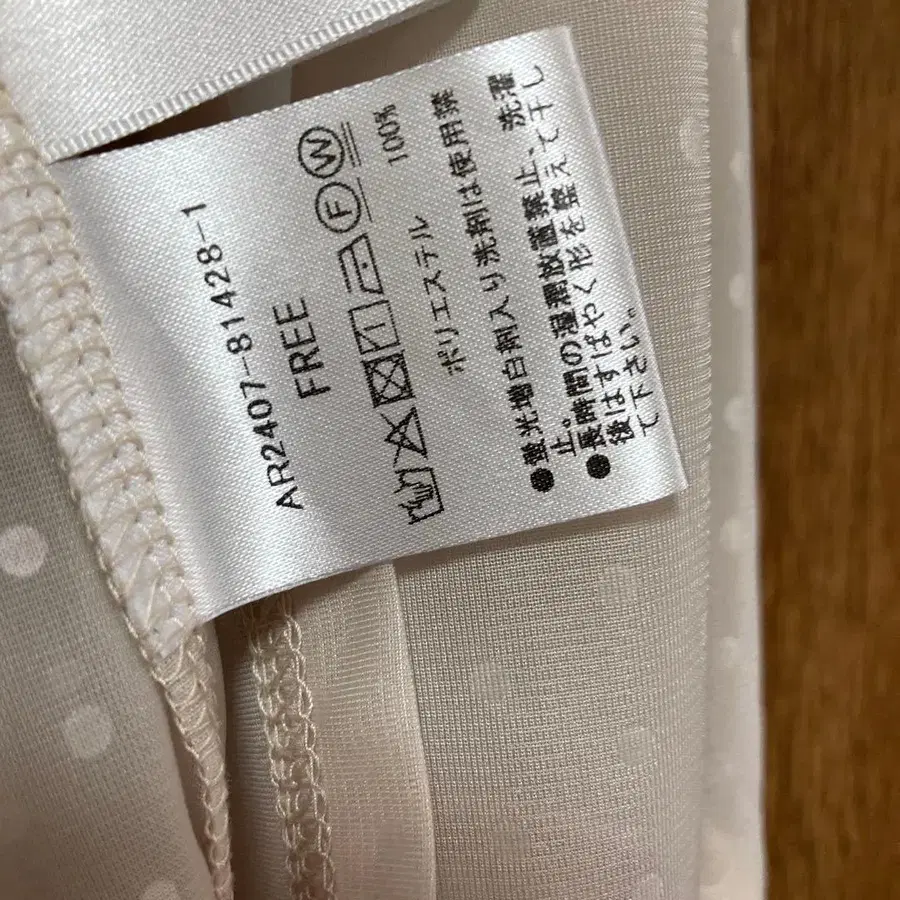 AR2407-81428-1
FREE
F W
ポリエステル 100%
●蛍光増白剤入り洗剤は使用禁
止。
●長時間の湿潤放置禁止、洗濯
後はすばやく形を整えて干し
て下さい。